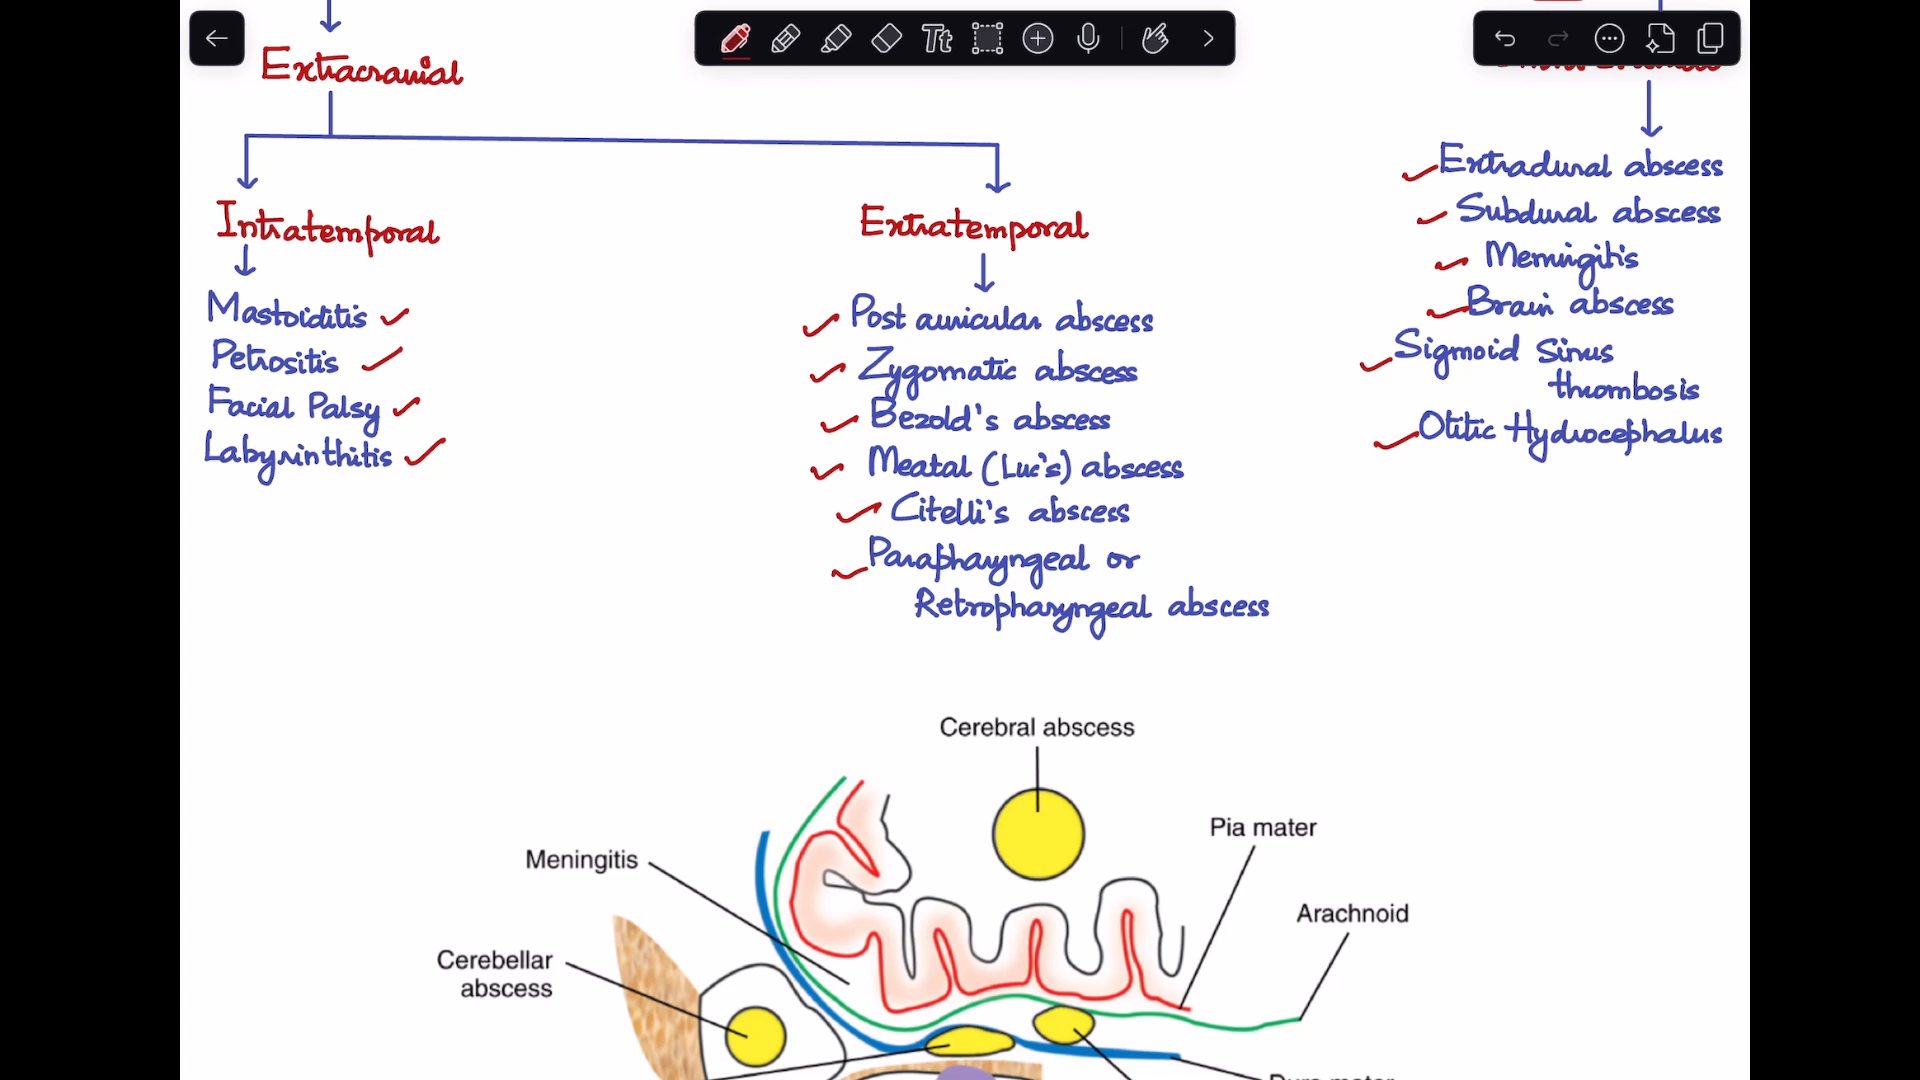 Extracranial
Intratemporal
Mastoiditis
Petrositis
Facial Palsy
Labyrinthitis
Extratemporal
Post auricular abscess
Zygomatic abscess
Bezold's abscess
Meatal (Luc's) abscess
Citelli's abscess
Parapharyngeal or
Retropharyngeal abscess
Extradural abscess
Subdural abscess
Meningitis
Brain abscess
Sigmoid Sinus
thrombosis
Otitic Hydrocephalus
Tt
Cerebral abscess
Pia mater
Meningitis
Arachnoid
Cerebellar
abscess